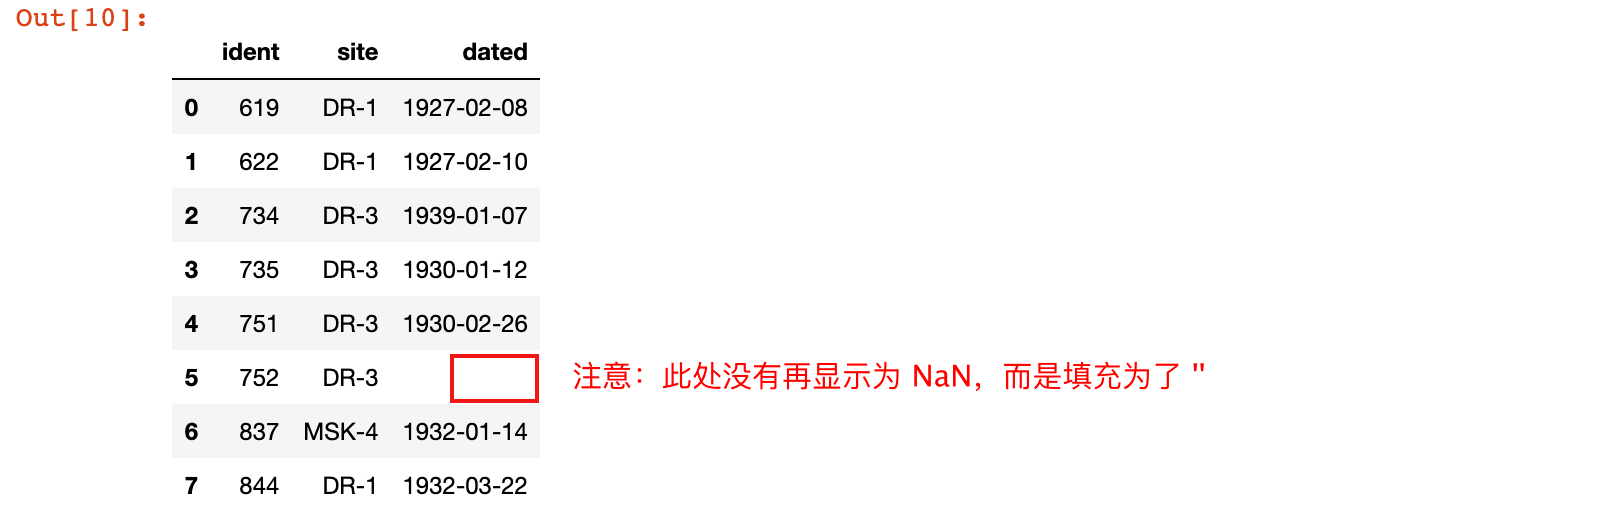 Out[10]:
ident site dated
0 619 DR-1 1927-02-08
1 622 DR-1 1927-02-10
2 734 DR-3 1939-01-07
3 735 DR-3 1930-01-12
4 751 DR-3 1930-02-26
5 752 DR-3 注意：此处没有再显示为 NaN，而是填充为了 ''
6 837 MSK-4 1932-01-14
7 844 DR-1 1932-03-22